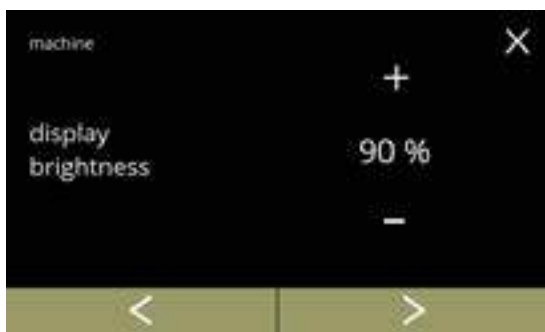 machine
X
+
display
brightness
90 %
-
< >